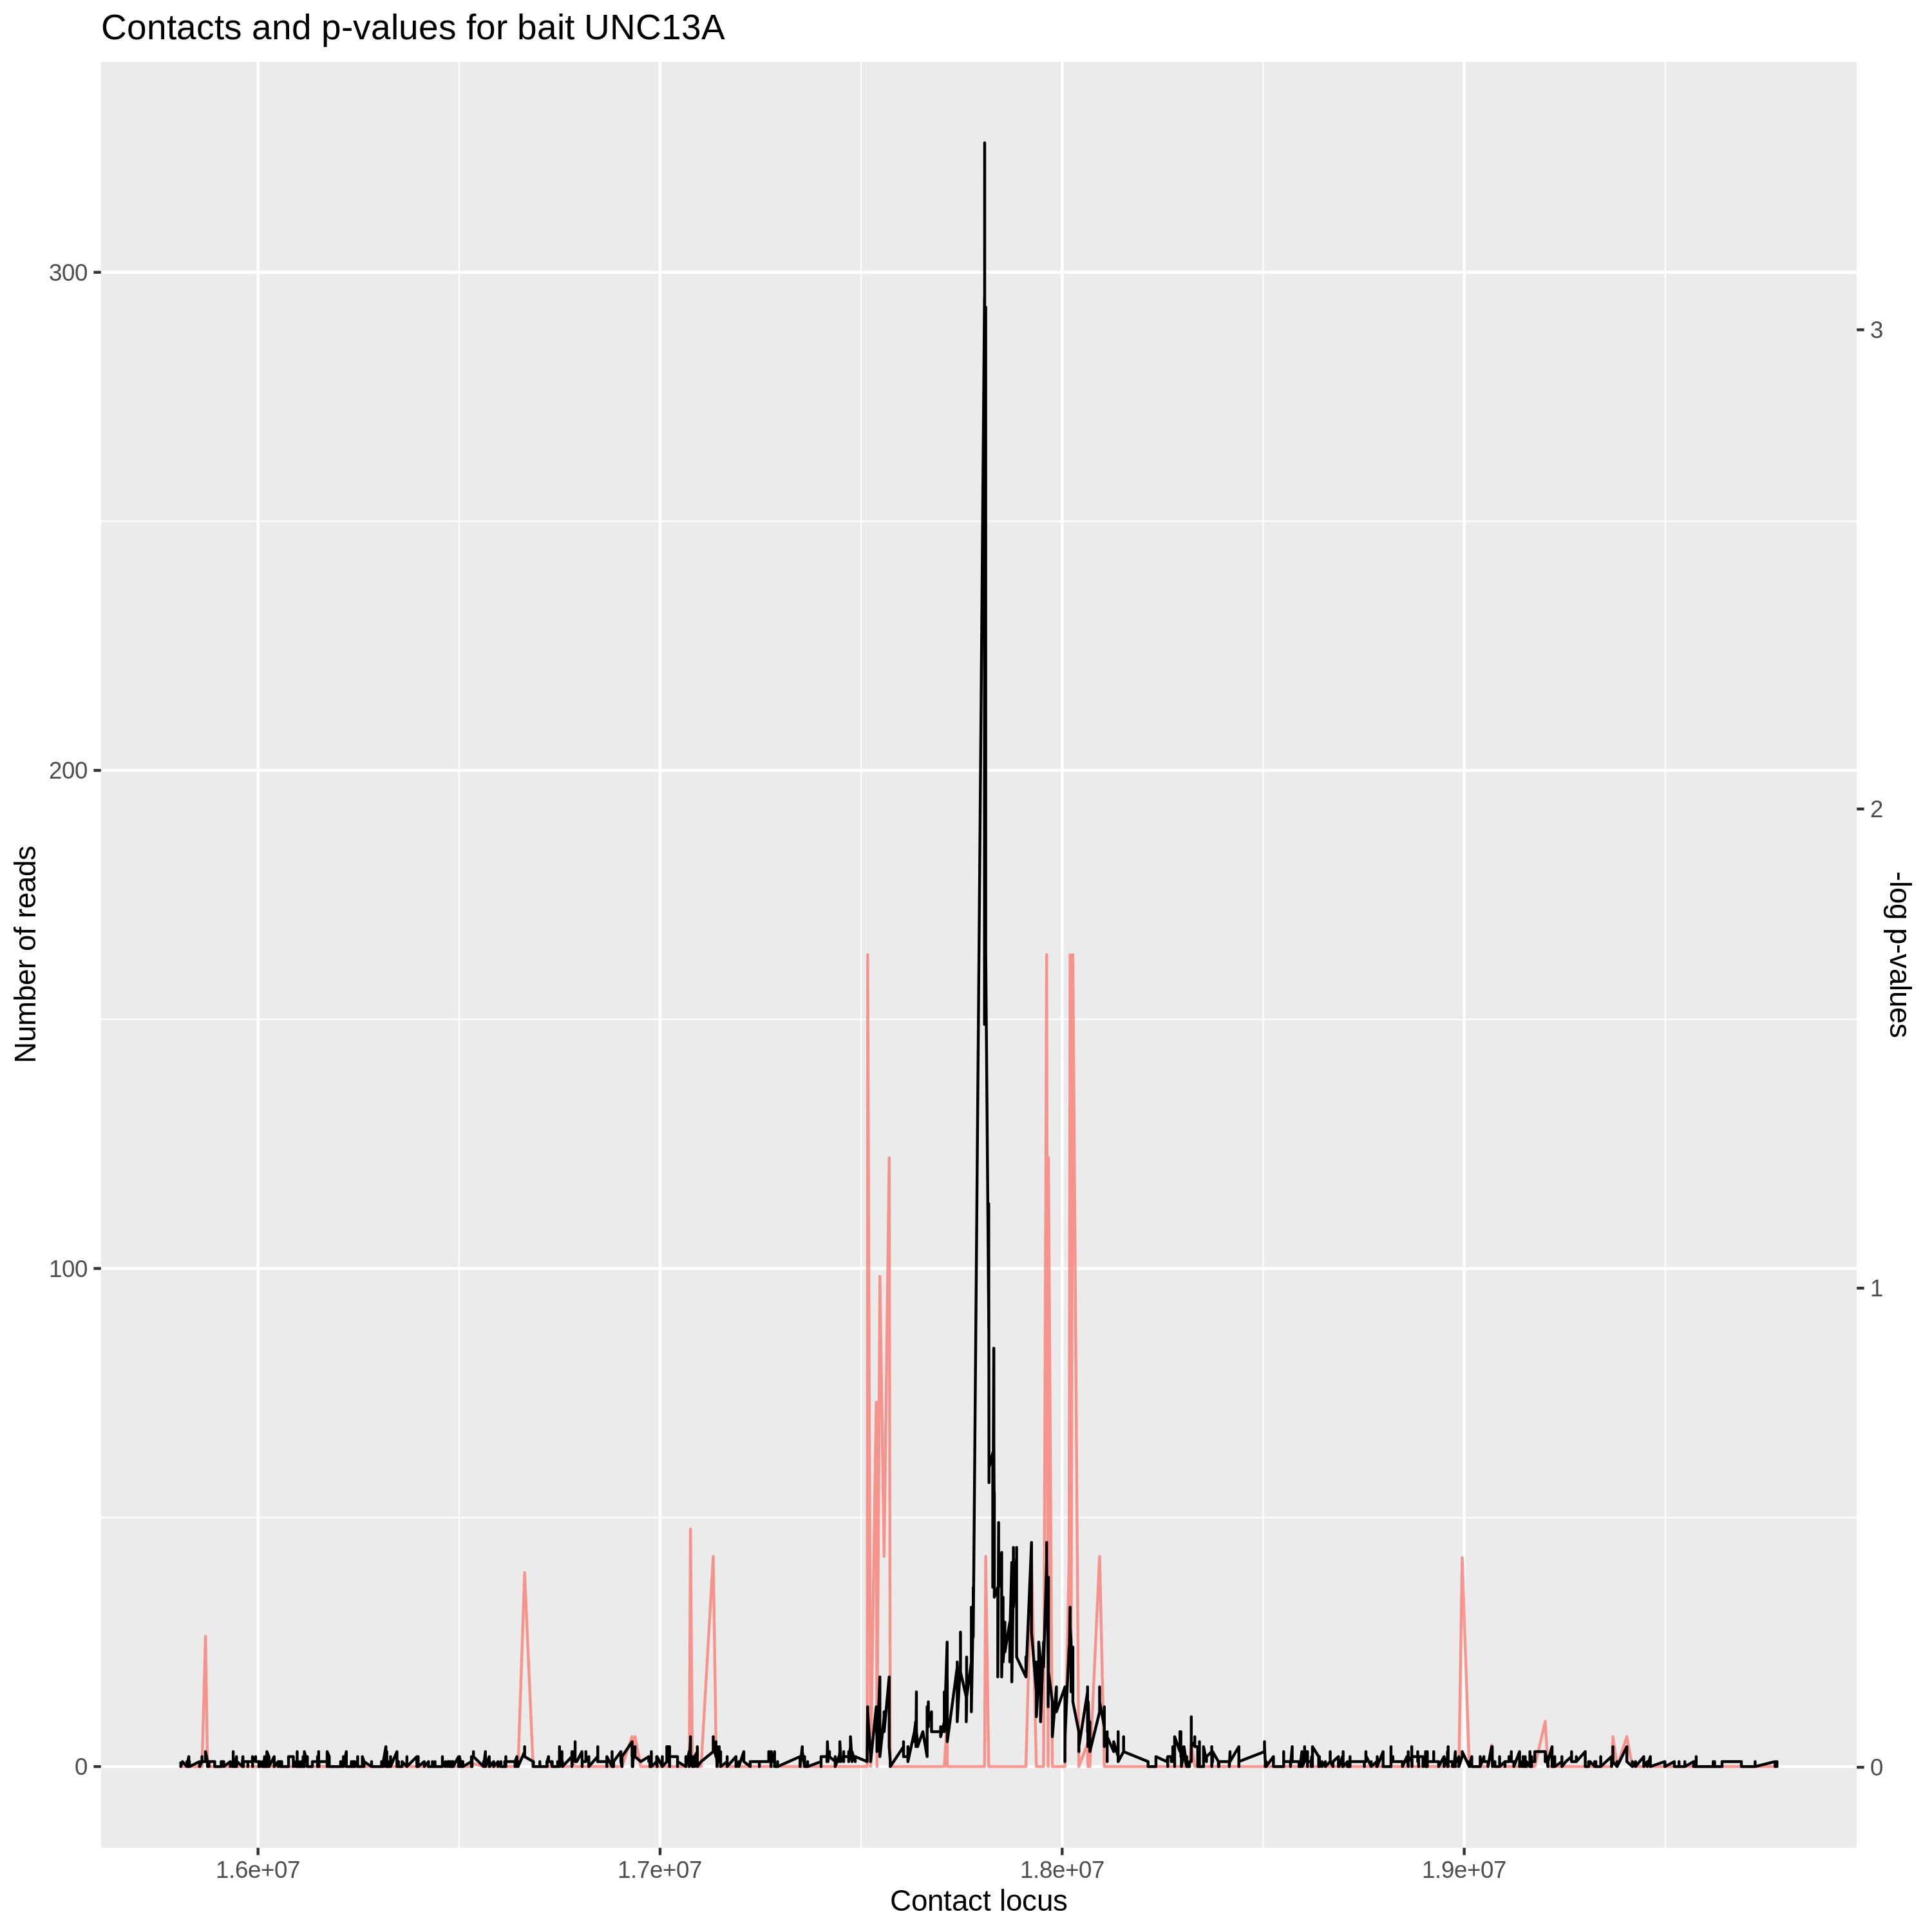 Contacts and p-values for bait UNC13A
300
200
100
0
Number of reads
3
2
1
0
-log p-values
1.6e+07
1.7e+07
1.8e+07
1.9e+07
Contact locus